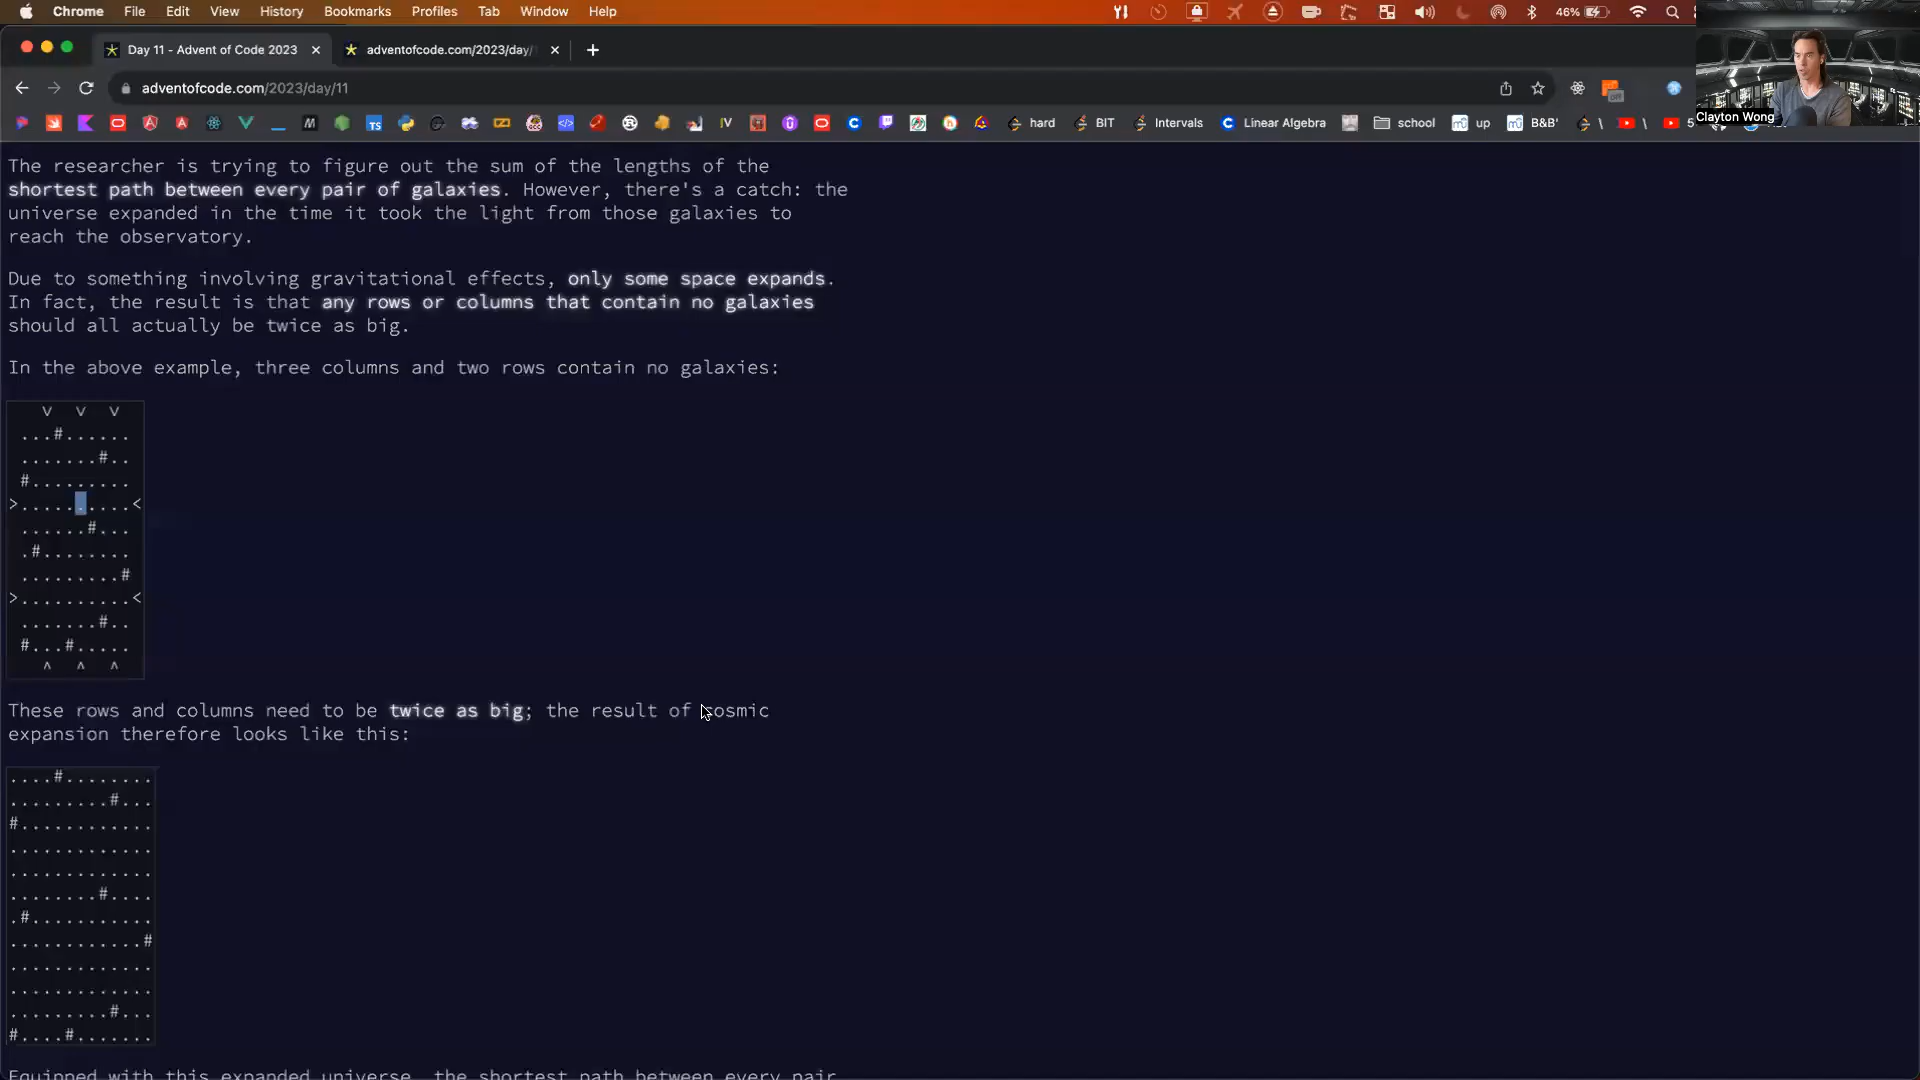 Chrome File Edit View History Bookmarks Profiles Tab Window Help 46%
Day 11 - Advent of Code 2023 adventofcode.com/2023/day/
adventofcode.com/2023/day/11
hard BIT Intervals Linear Algebra school up B&B'
Clayton Wong
The researcher is trying to figure out the sum of the lengths of the
shortest path between every pair of galaxies. However, there's a catch: the
universe expanded in the time it took the light from those galaxies to
reach the observatory.
Due to something involving gravitational effects, only some space expands.
In fact, the result is that any rows or columns that contain no galaxies
should all actually be twice as big.
In the above example, three columns and two rows contain no galaxies:
v v v
...#......
.......#..
#.........
>..........<
......#...
.#........
.........#
>..........<
.......#..
#...#.....
^ ^ ^
These rows and columns need to be twice as big; the result of cosmic
expansion therefore looks like this:
....#........
.........#...
#............
.............
.............
........#....
.#...........
............#
.............
.............
.........#...
#....#.......
Equipped with this expanded universe, the shortest path between every pair